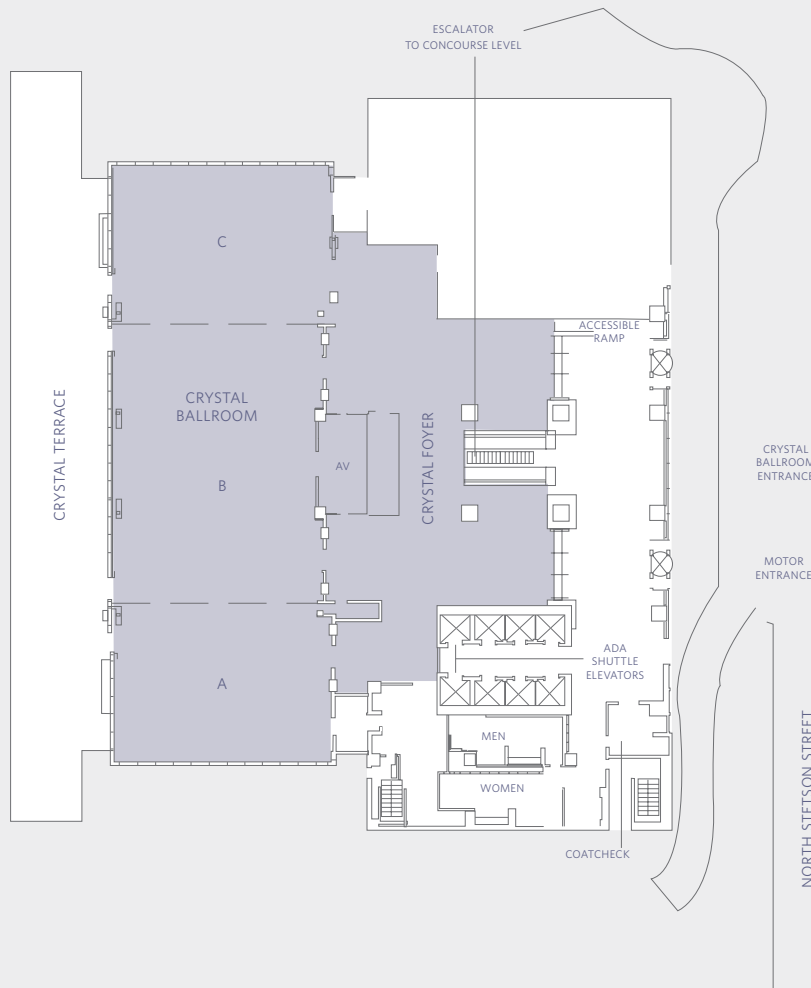 ESCALATOR
TO CONCOURSE LEVEL
C
ACCESSIBLE
RAMP
CRYSTAL
BALLROOM
CRYSTAL TERRACE
CRYSTAL FOYER
AV
B
CRYSTAL
BALLROOM
ENTRANCE
MOTOR
ENTRANCE
ADA
SHUTTLE
ELEVATORS
A
MEN
WOMEN
COATCHECK
NORTH STETSON STREET